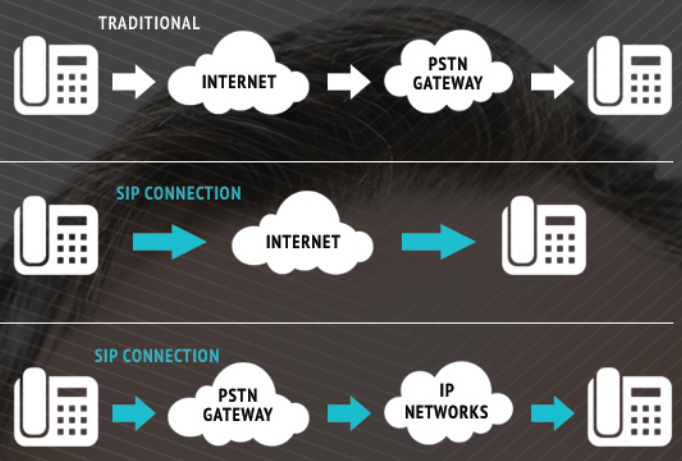 TRADITIONAL
INTERNET
PSTN
GATEWAY
SIP CONNECTION
INTERNET
SIP CONNECTION
PSTN
GATEWAY
IP
NETWORKS